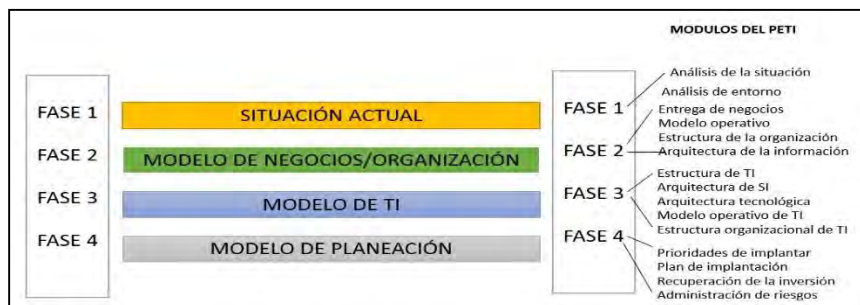 MODULOS DEL PETI
FASE 1
SITUACIÓN ACTUAL
FASE 2
MODELO DE NEGOCIOS/ORGANIZACIÓN
FASE 3
MODELO DE TI
FASE 4
MODELO DE PLANEACIÓN
FASE 1
Análisis de la situación
Análisis de entorno
FASE 2
Entrega de negocios
Modelo operativo
Estructura de la organización
Arquitectura de la información
FASE 3
Estructura de TI
Arquitectura de SI
Arquitectura tecnológica
Modelo operativo de TI
Estructura organizacional de TI
FASE 4
Prioridades de implantar
Plan de implantación
Recuperación de la inversión
Administración de riesgos